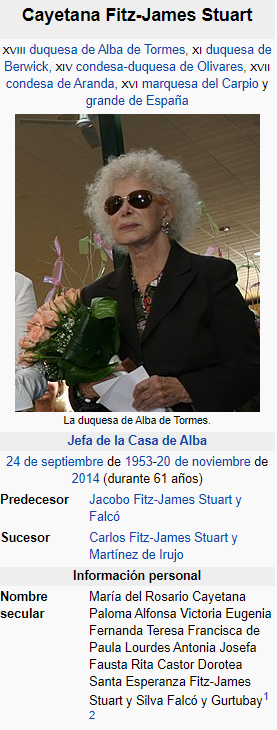 Cayetana Fitz-James Stuart
XVIII duquesa de Alba de Tormes, XI duquesa de
Berwick, XIV condesa-duquesa de Olivares, XVII
condesa de Aranda, XVI marquesa del Carpio y
grande de España
La duquesa de Alba de Tormes.
Jefa de la Casa de Alba
24 de septiembre de 1953-20 de noviembre de
2014 (durante 61 años)
Predecesor Jacobo Fitz-James Stuart y
Falcó
Sucesor Carlos Fitz-James Stuart y
Martínez de Irujo
Información personal
Nombre María del Rosario Cayetana
secular Paloma Alfonsa Victoria Eugenia
Fernanda Teresa Francisca de
Paula Lourdes Antonia Josefa
Fausta Rita Castor Dorotea
Santa Esperanza Fitz-James
Stuart y Silva Falcó y Gurtubay1
2